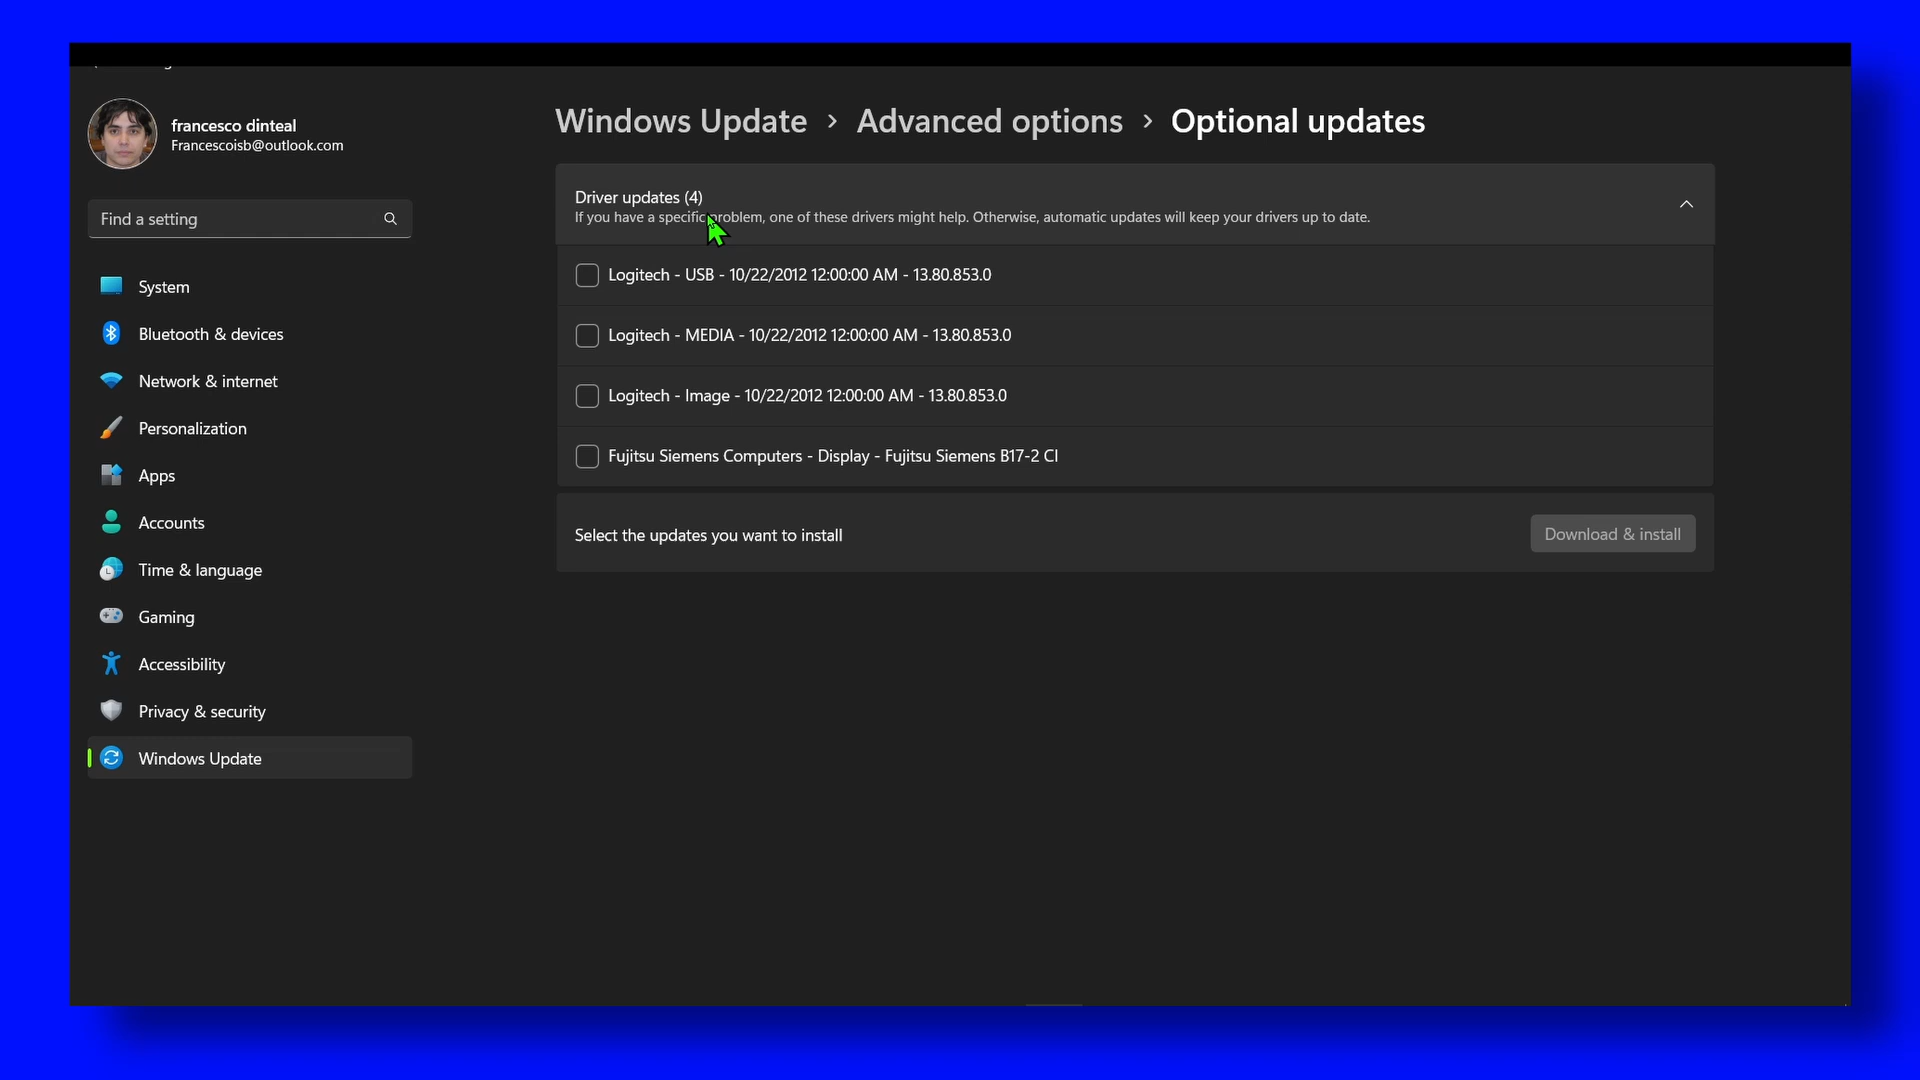 francesco dinteal
Francescoisb@outlook.com
Find a setting
System
Bluetooth & devices
Network & internet
Personalization
Apps
Accounts
Time & language
Gaming
Accessibility
Privacy & security
Windows Update
Windows Update > Advanced options > Optional updates
Driver updates (4)
If you have a specific problem, one of these drivers might help. Otherwise, automatic updates will keep your drivers up to date.
Logitech - USB - 10/22/2012 12:00:00 AM - 13.80.853.0
Logitech - MEDIA - 10/22/2012 12:00:00 AM - 13.80.853.0
Logitech - Image - 10/22/2012 12:00:00 AM - 13.80.853.0
Fujitsu Siemens Computers - Display - Fujitsu Siemens B17-2 CI
Select the updates you want to install
Download & install